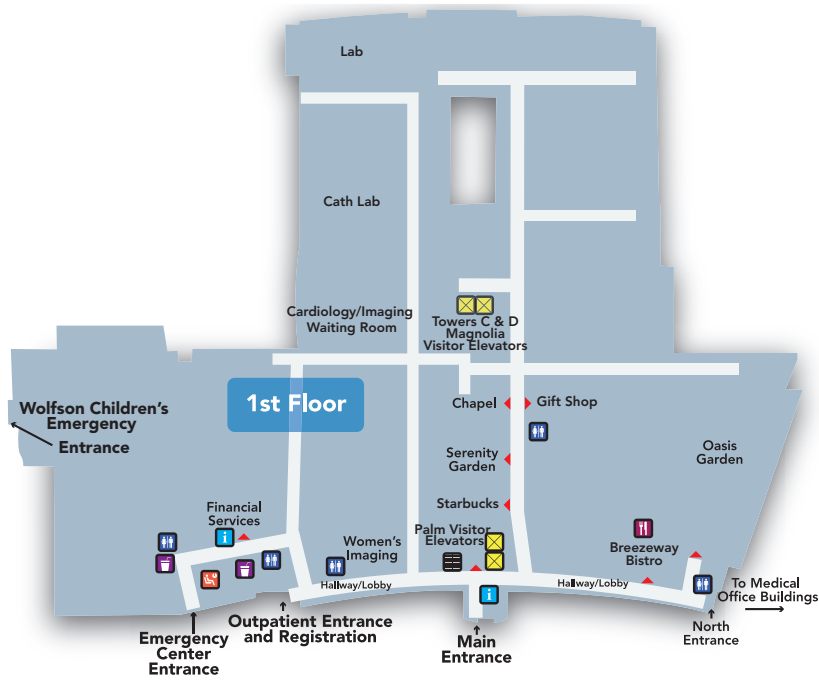 Lab
Cath Lab
Cardiology/Imaging
Waiting Room
Towers C & D
Magnolia
Visitor Elevators
1st Floor
Wolfson Children's
Emergency
Entrance
Chapel
Gift Shop
Serenity
Garden
Oasis
Garden
Starbucks
Financial
Services
i
Women's
Imaging
Palm Visitor
Elevators
Breezeway
Bistro
Hallway/Lobby
Hallway/Lobby
i
To Medical
Office Buildings
Emergency
Center
Entrance
Outpatient Entrance
and Registration
Main
Entrance
North
Entrance